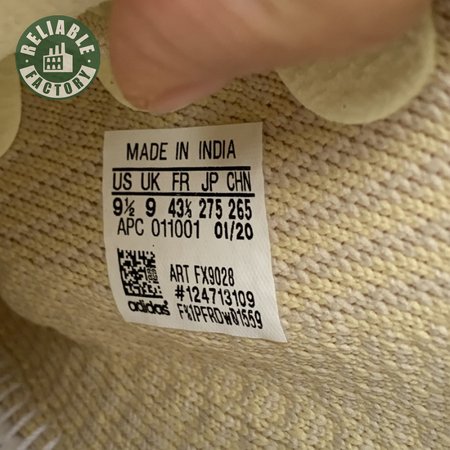 RELIABLE
FACTORY
MADE IN INDIA
US UK FR JP CHN
9½ 9 43⅓ 275 265
APC 011001 01/20
ART FX9028
#124713109
adidas